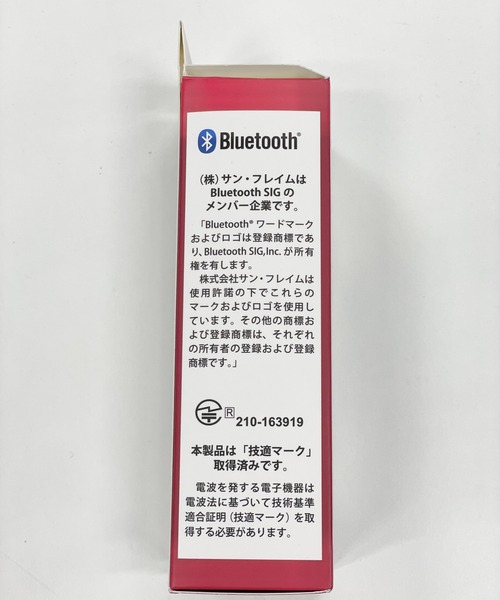 Bluetooth®
（株）サン・フレイムは
Bluetooth SIG の
メンバー企業です。
「Bluetooth® ワードマーク
およびロゴは登録商標であ
り、Bluetooth SIG,Inc. が所有
権を有します。
株式会社サン・フレイムは
使用許諾の下でこれらの
マークおよびロゴを使用し
ています。その他の商標お
よび登録商標は、それぞれ
の所有者の登録および登録
商標です。」
R 210-163919
本製品は「技適マーク」
取得済みです。
電波を発する電子機器は
電波法に基づいて技術基準
適合証明（技適マーク）を取
得する必要があります。